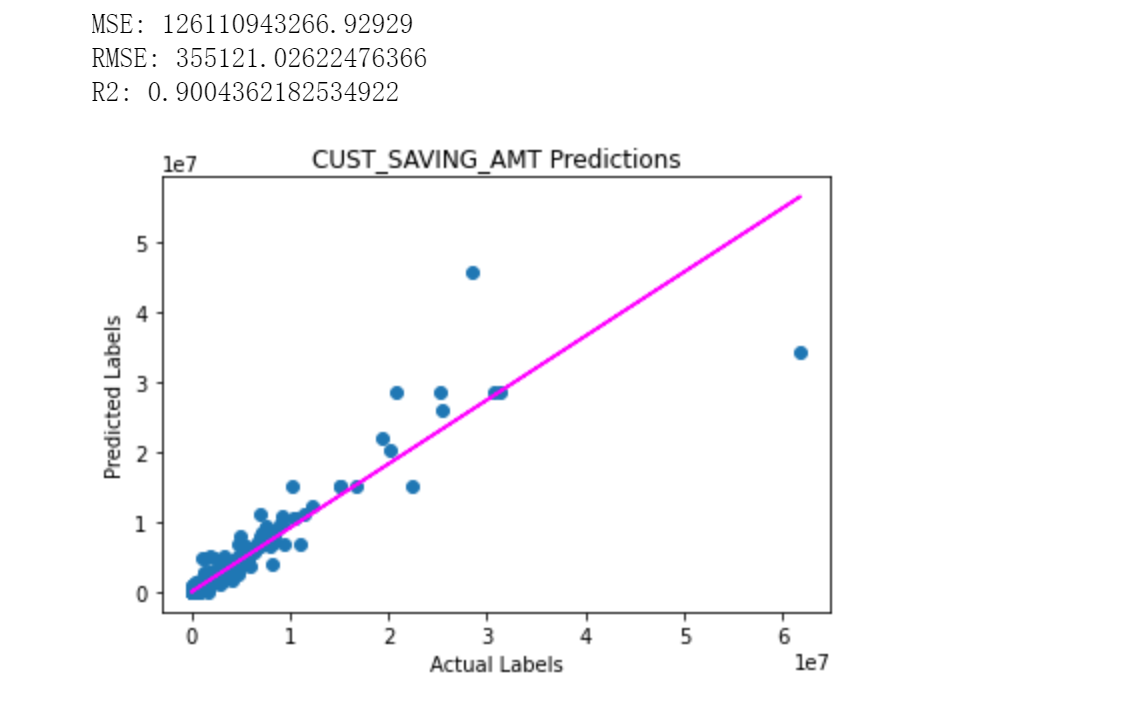 MSE: 126110943266.92929
RMSE: 355121.02622476366
R2: 0.9004362182534922
CUST_SAVING_AMT Predictions
1e7
5
4
3
2
1
0
Predicted Labels
0 1 2 3 4 5 6
1e7
Actual Labels